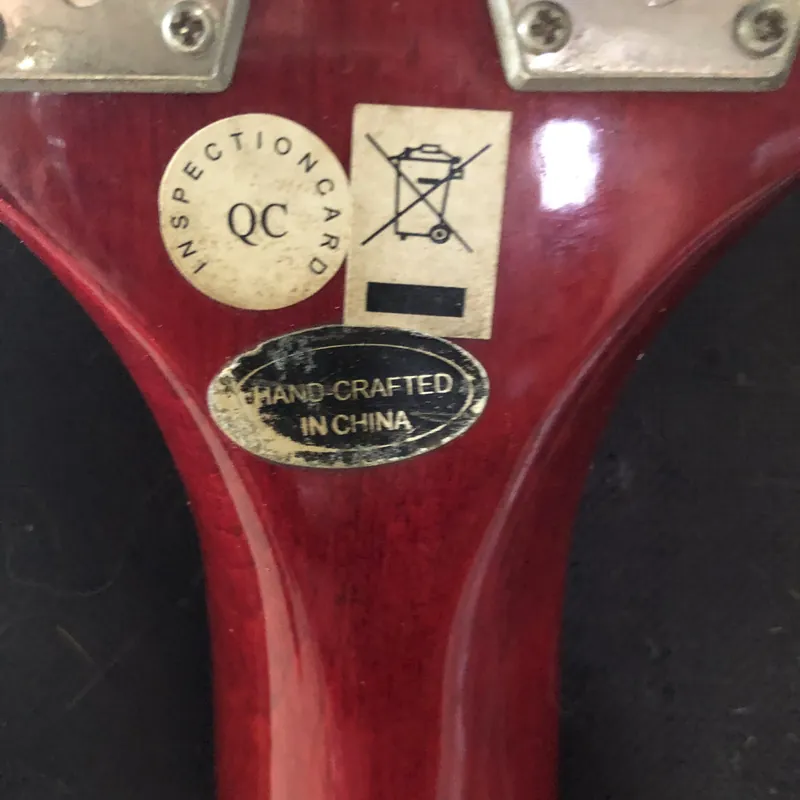 INSPECTIONCARD
QC
HAND-CRAFTED
IN CHINA